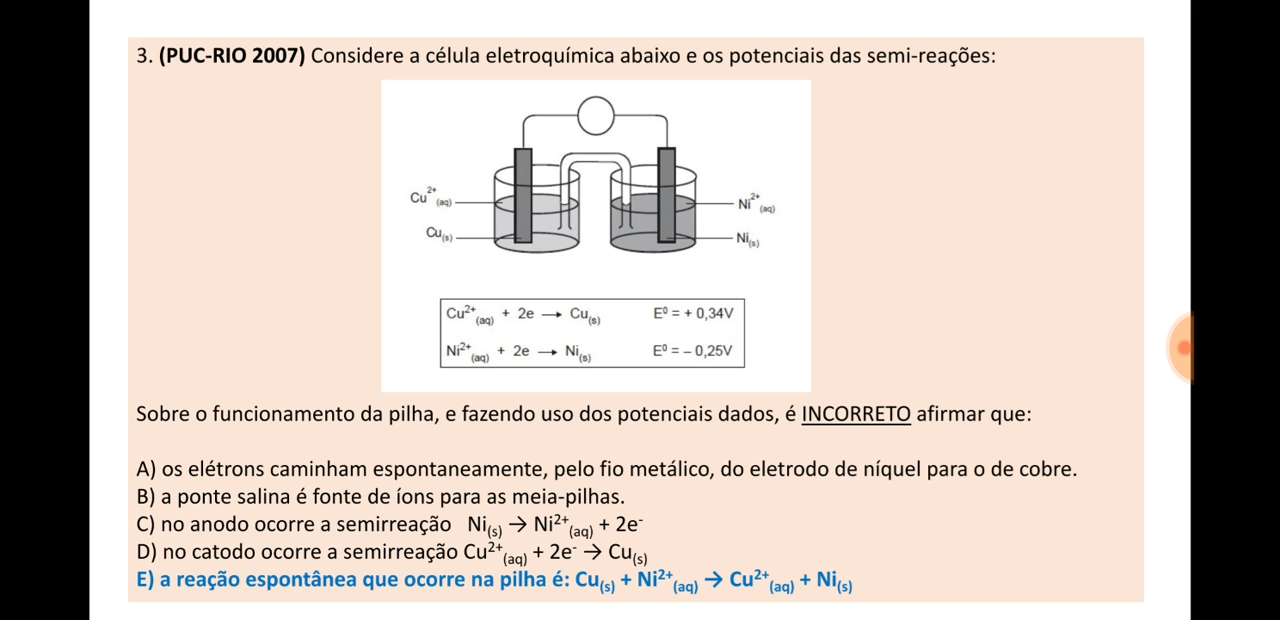 3. (PUC-RIO 2007) Considere a célula eletroquímica abaixo e os potenciais das semi-reações:
Cu²⁺(aq)
Cu(s)
Ni²⁺(aq)
Ni(s)
Cu²⁺(aq) + 2e → Cu(s) E⁰ = + 0,34V
Ni²⁺(aq) + 2e → Ni(s) E⁰ = – 0,25V
Sobre o funcionamento da pilha, e fazendo uso dos potenciais dados, é INCORRETO afirmar que:
A) os elétrons caminham espontaneamente, pelo fio metálico, do eletrodo de níquel para o de cobre.
B) a ponte salina é fonte de íons para as meia-pilhas.
C) no anodo ocorre a semirreação Ni(s) → Ni²⁺(aq) + 2e⁻
D) no catodo ocorre a semirreação Cu²⁺(aq) + 2e⁻ → Cu(s)
E) a reação espontânea que ocorre na pilha é: Cu(s) + Ni²⁺(aq) → Cu²⁺(aq) + Ni(s)